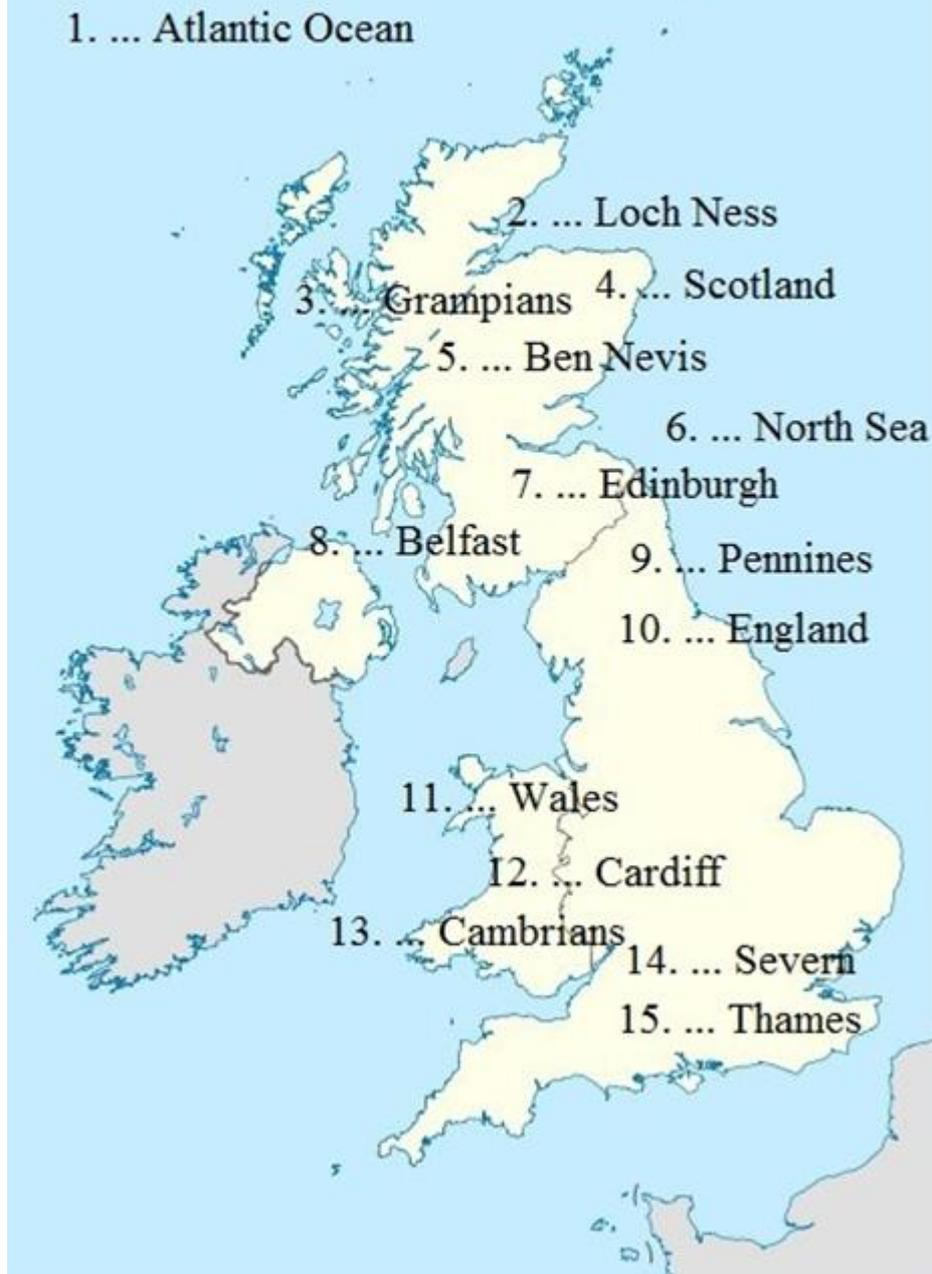 1. ... Atlantic Ocean
2. ... Loch Ness
3. ... Grampians
4. ... Scotland
5. ... Ben Nevis
6. ... North Sea
7. ... Edinburgh
8. ... Belfast
9. ... Pennines
10. ... England
11. ... Wales
12. ... Cardiff
13. ... Cambrians
14. ... Severn
15. ... Thames